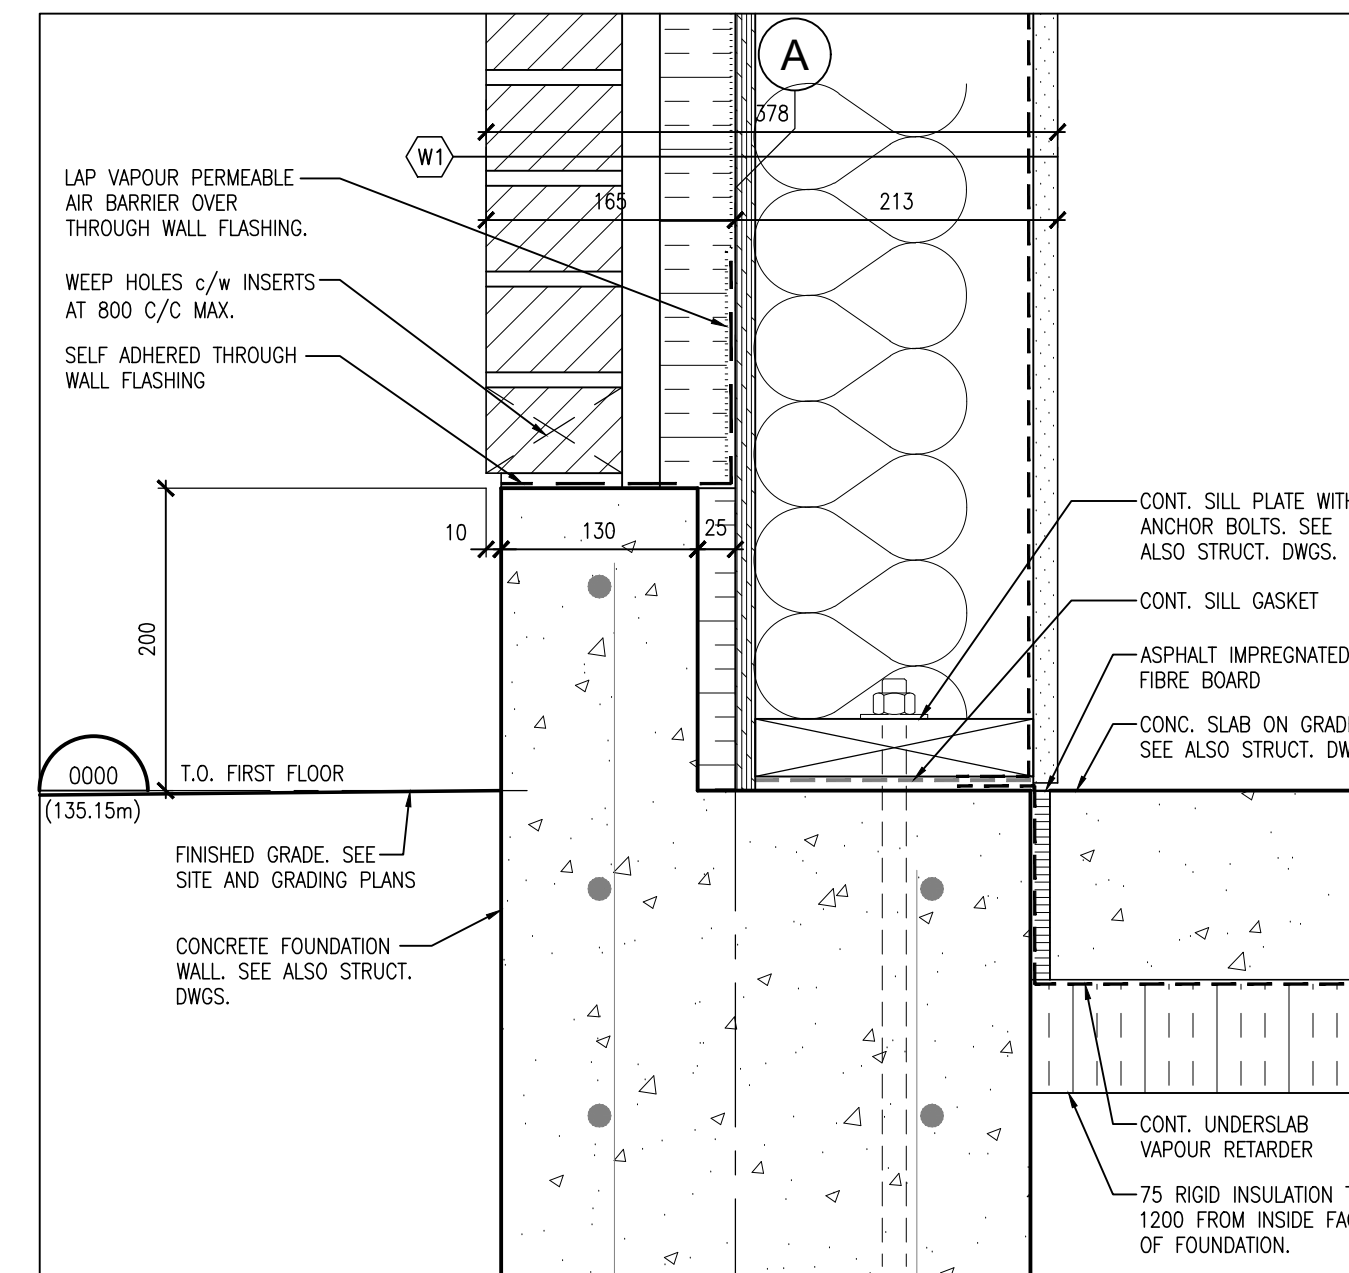 A
378
W1
LAP VAPOUR PERMEABLE
AIR BARRIER OVER
THROUGH WALL FLASHING.
165
213
WEEP HOLES c/w INSERTS
AT 800 C/C MAX.
SELF ADHERED THROUGH
WALL FLASHING
10
130
25
CONT. SILL PLATE WITH
ANCHOR BOLTS. SEE
ALSO STRUCT. DWGS.
CONT. SILL GASKET
200
ASPHALT IMPREGNATED
FIBRE BOARD
CONC. SLAB ON GRADE
SEE ALSO STRUCT. DW
0000
T.O. FIRST FLOOR
(135.15m)
FINISHED GRADE. SEE
SITE AND GRADING PLANS
CONCRETE FOUNDATION
WALL. SEE ALSO STRUCT.
DWGS.
CONT. UNDERSLAB
VAPOUR RETARDER
75 RIGID INSULATION
1200 FROM INSIDE
OF FOUNDATION.